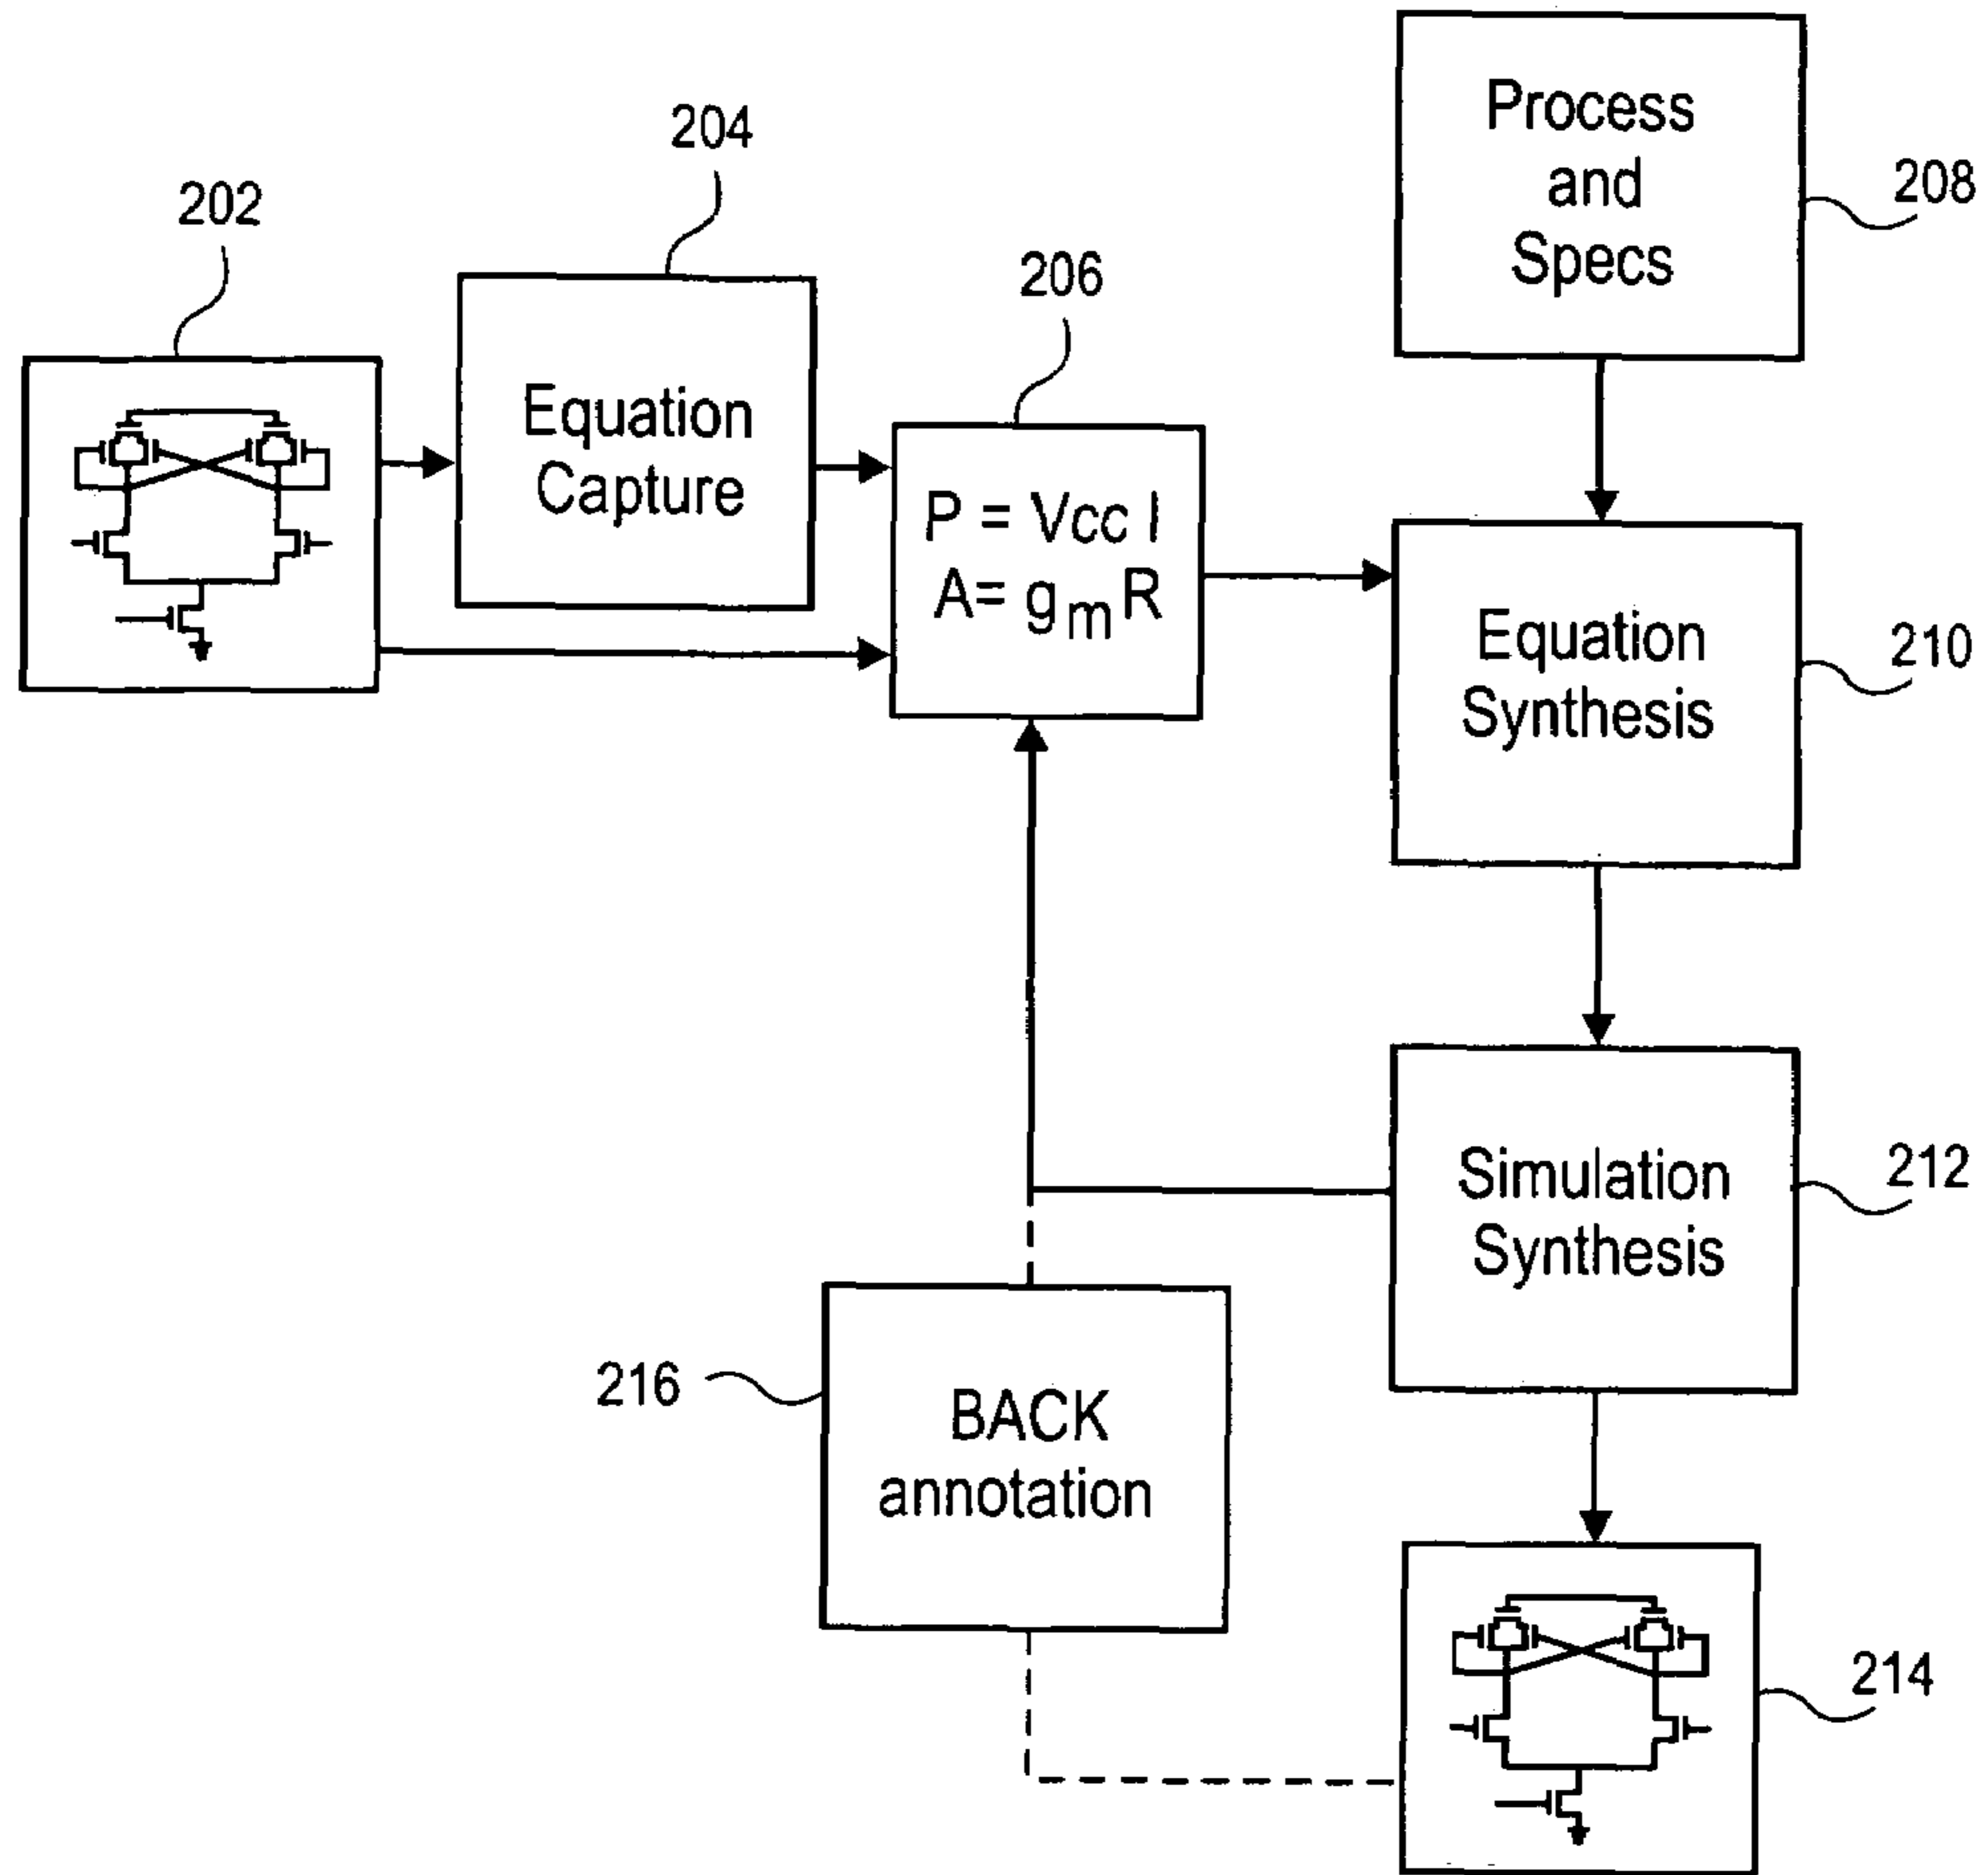 202
204
Equation
Capture
206
P = Vcc I
A= gm R
Process
and
Specs
208
Equation
Synthesis
210
Simulation
Synthesis
212
216
BACK
annotation
214